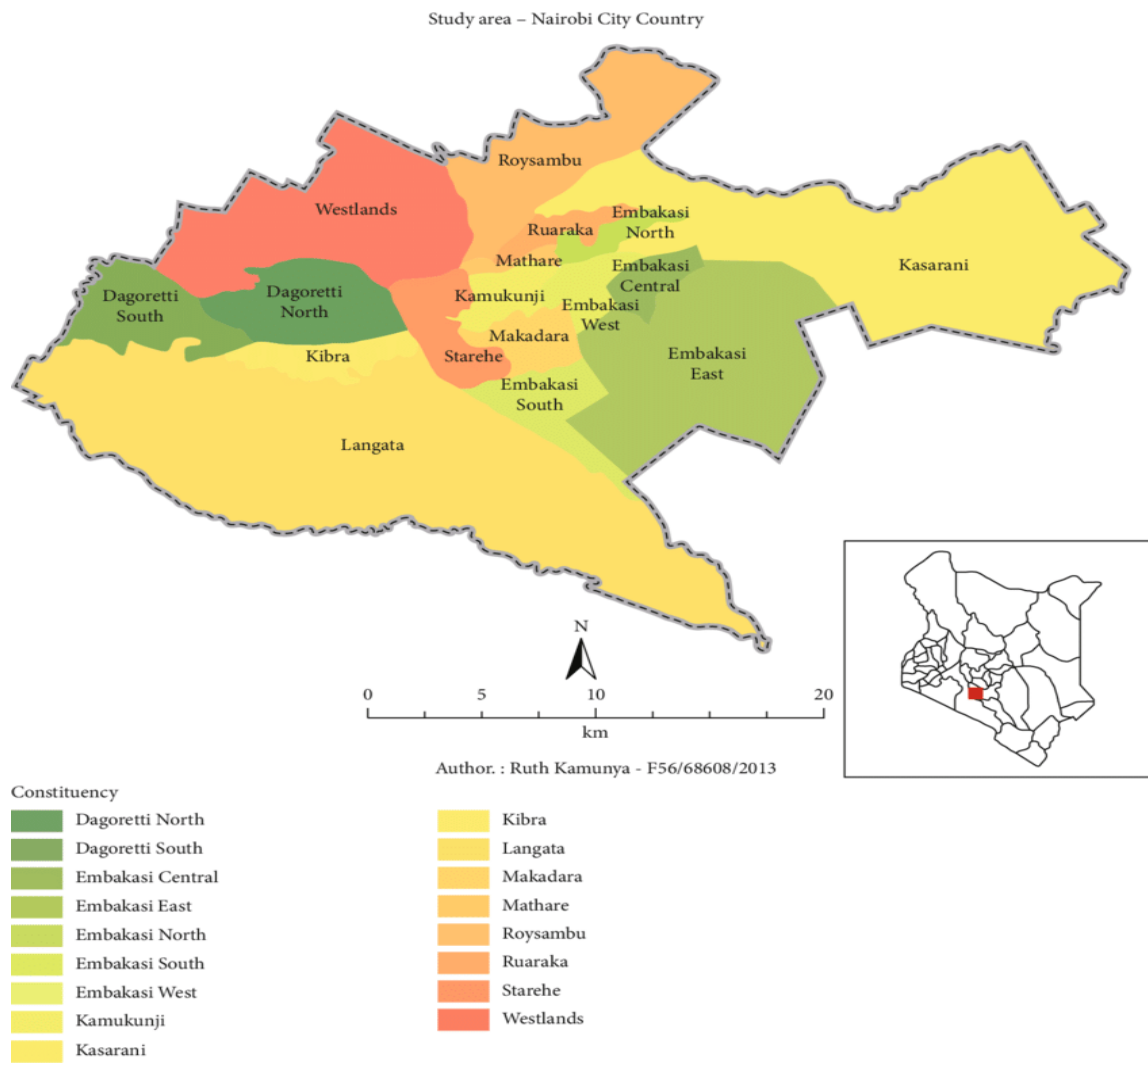 Study area – Nairobi City Country
Roysambu
Westlands
Ruaraka
Embakasi
North
Mathare
Embakasi
Central
Kasarani
Dagoretti
South
Dagoretti
North
Kamukunji
Embakasi
West
Makadara
Kibra
Starehe
Embakasi
East
Embakasi
South
Langata
N
0 5 10 20
km
Author. : Ruth Kamunya - F56/68608/2013
Constituency
Dagoretti North
Dagoretti South
Embakasi Central
Embakasi East
Embakasi North
Embakasi South
Embakasi West
Kamukunji
Kasarani
Kibra
Langata
Makadara
Mathare
Roysambu
Ruaraka
Starehe
Westlands